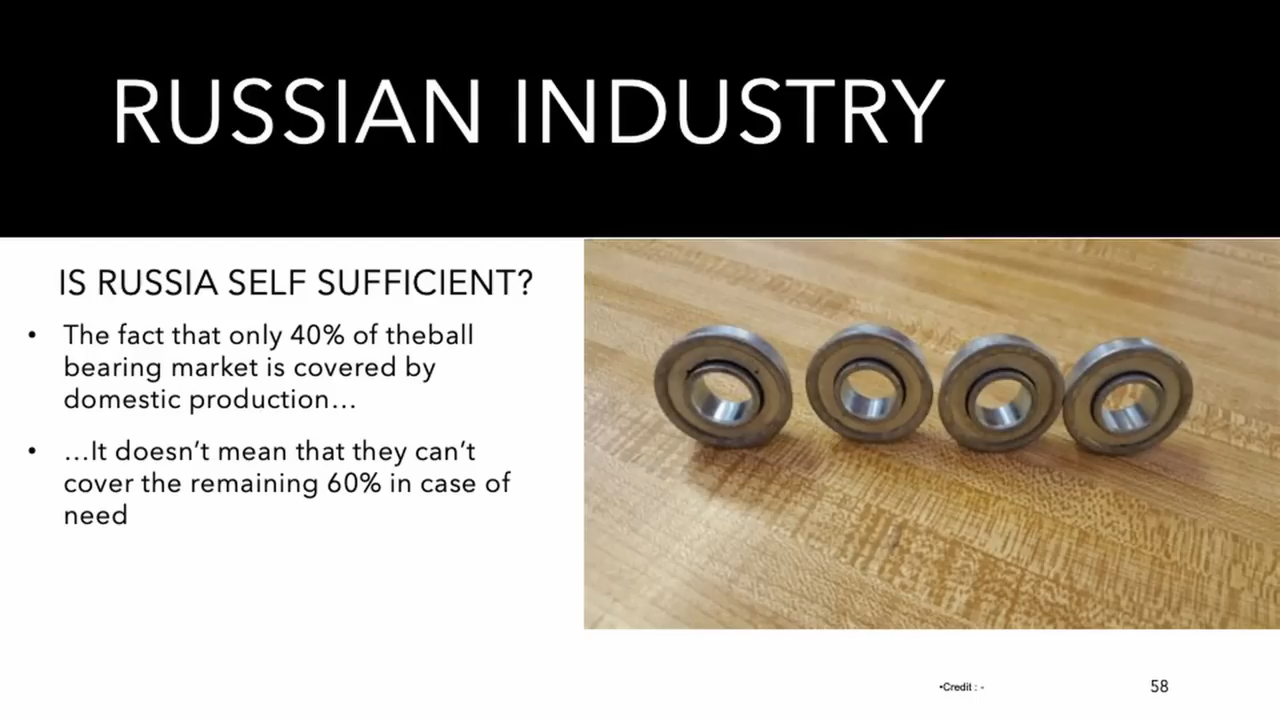 RUSSIAN INDUSTRY
IS RUSSIA SELF SUFFICIENT?
• The fact that only 40% of theball
bearing market is covered by
domestic production…
• …It doesn’t mean that they can’t
cover the remaining 60% in case of
need
•Credit : -
58